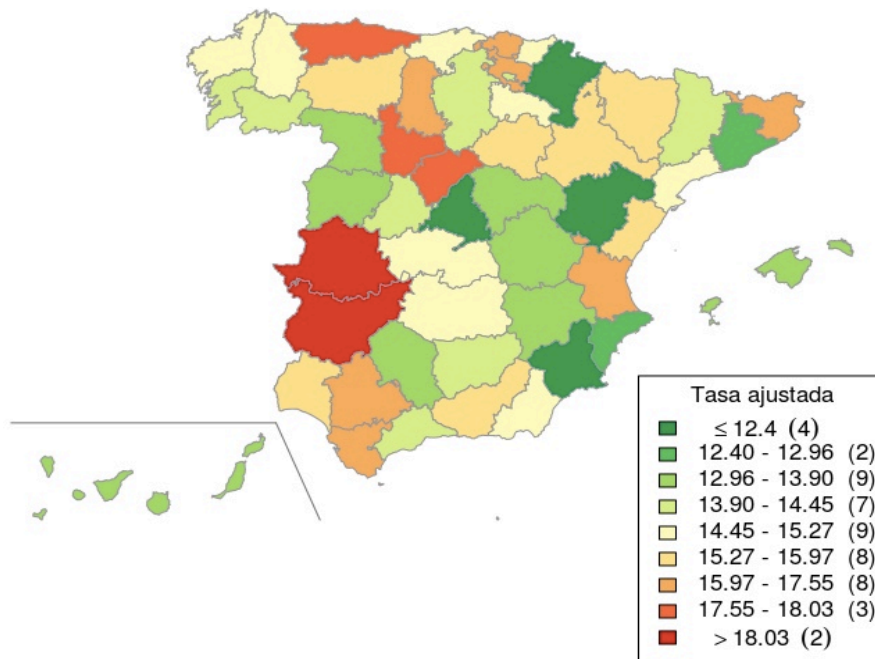 Tasa ajustada
≤ 12.4 (4)
12.40 - 12.96 (2)
12.96 - 13.90 (9)
13.90 - 14.45 (7)
14.45 - 15.27 (9)
15.27 - 15.97 (8)
15.97 - 17.55 (8)
17.55 - 18.03 (3)
> 18.03 (2)